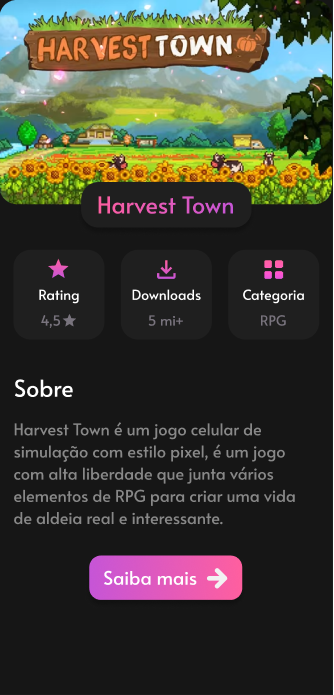 HARVEST TOWN
Harvest Town
Rating
Downloads
Categoria
4,5★
5 mi+
RPG
Sobre
Harvest Town é um jogo celular de
simulação com estilo pixel, é um jogo
com alta liberdade que junta vários
elementos de RPG para criar uma vida
de aldeia real e interessante.
Saiba mais